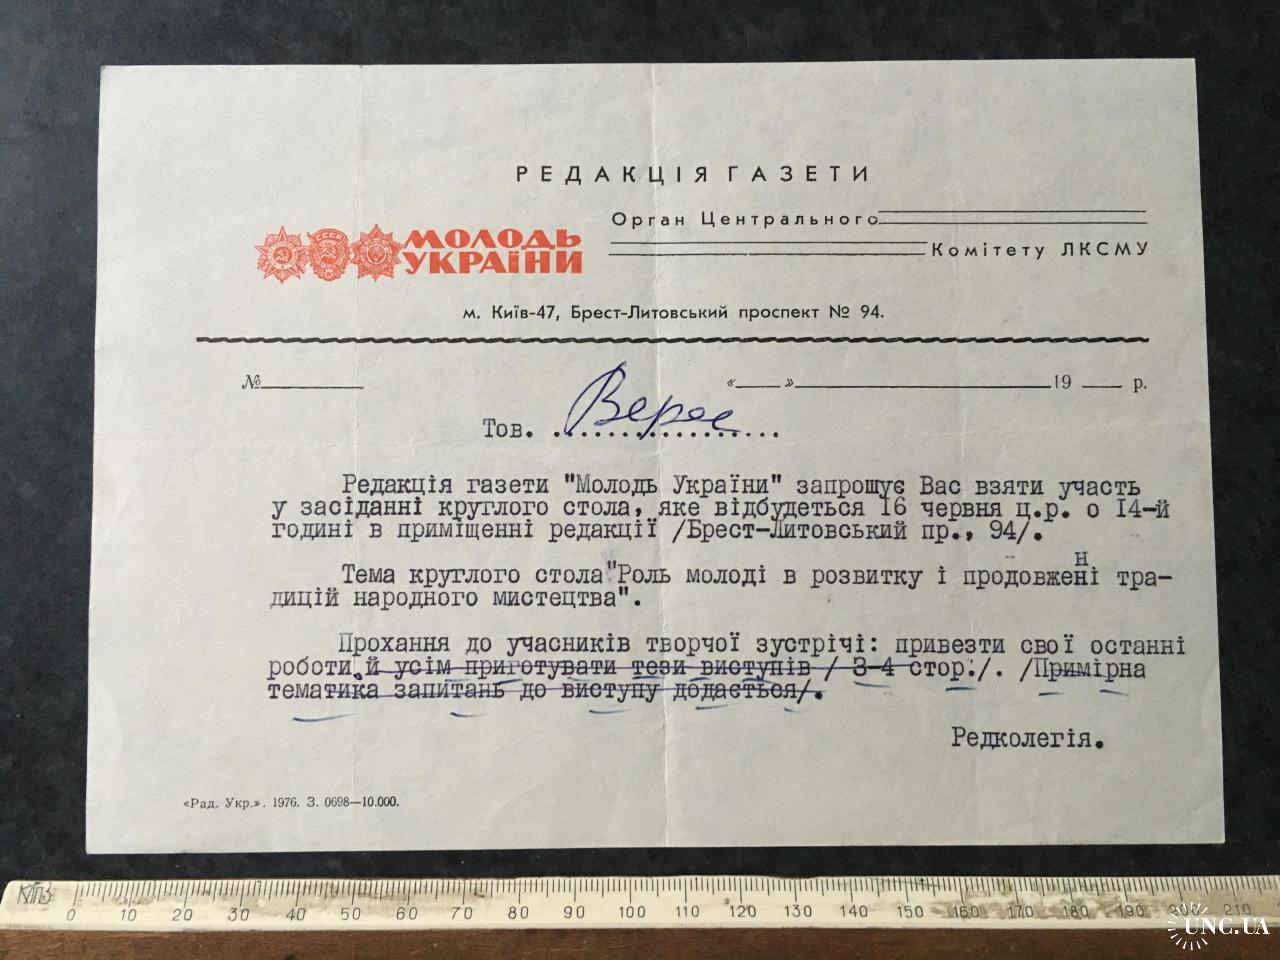 РЕДАКЦІЯ ГАЗЕТИ
Орган Центрального
Комітету ЛКСМУ
МОЛОДЬ
УКРАЇНИ
м. Київ-47, Брест-Литовський проспект № 94.
№ « » 19 р.
Тов. Верес
Редакція газети "Молодь України" запрошує Вас взяти участь
у засіданні круглого стола, яке відбудеться 16 червня ц.р. о 14-й
годині в приміщенні редакції /Брест-Литовський пр., 94/.
Тема круглого стола "Роль молоді в розвитку і продовженні тра-
дицій народного мистецтва".
Прохання до учасників творчої зустрічі: привезти свої останні
роботи й усім приготувати тези виступів / 3-4 стор./. /Примірна
тематика запитань до виступу додається/.
Редколегія.
«Рад. Укр.». 1976. З. 0698—10.000.
0 10 20 30 40 50 60 70 80 90 100 110 120 130 140 150 160 170 180 190 200 210
UNC.UA